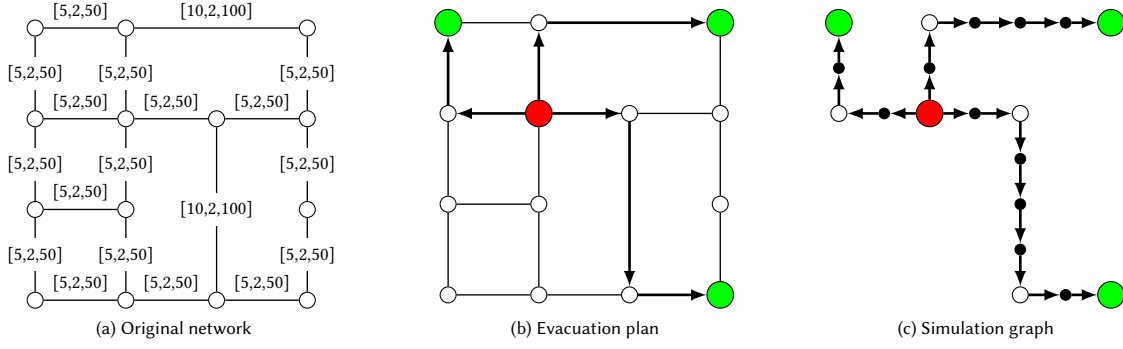 [5,2,50] [10,2,100]
[5,2,50] [5,2,50] [5,2,50]
[5,2,50] [5,2,50] [5,2,50]
[5,2,50] [5,2,50] [5,2,50]
[5,2,50]
[10,2,100]
[5,2,50] [5,2,50] [5,2,50]
[5,2,50] [5,2,50] [5,2,50]
(a) Original network
(b) Evacuation plan
(c) Simulation graph